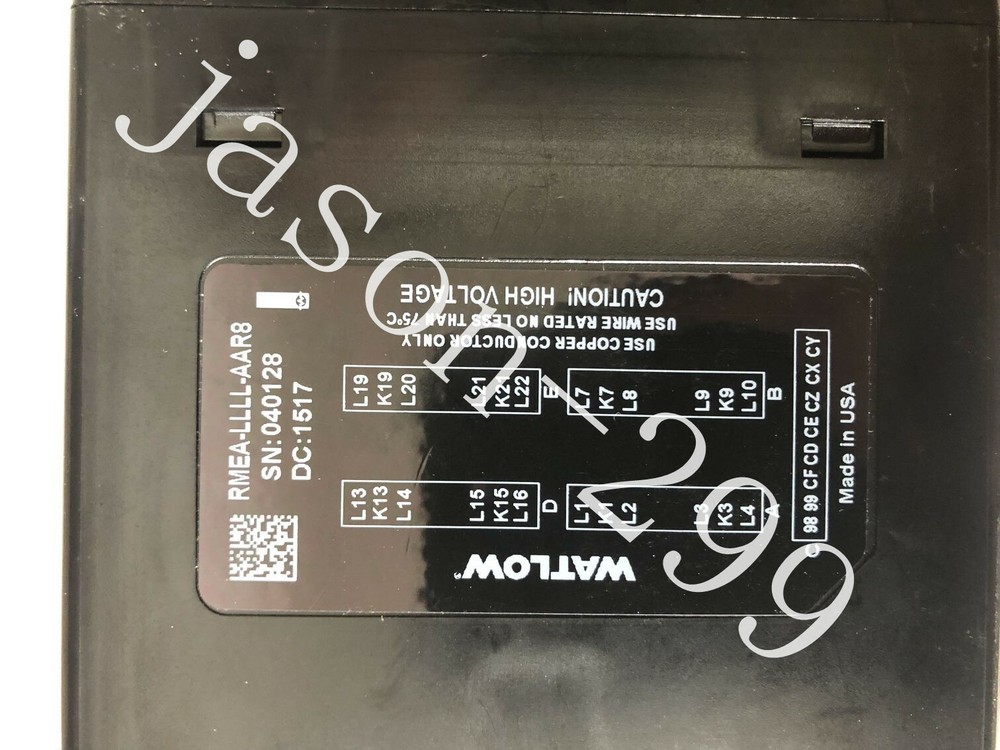 jason-299
RMEA-LLLL-AAR8
SN:040128
DC:1517
CAUTION! HIGH VOLTAGE
USE WIRE RATED NO LESS THAN 75°C
USE COPPER CONDUCTOR ONLY
L19
K19
L20
L21
K21
L22
E
L7
K7
L8
L9
K9
L10
B
L13
K13
L14
L15
K15
L16
D
L1
K1
L2
L3
K3
L4
A
WATLOW
C
98 99 CF CD CE CZ CX CY
Made in USA